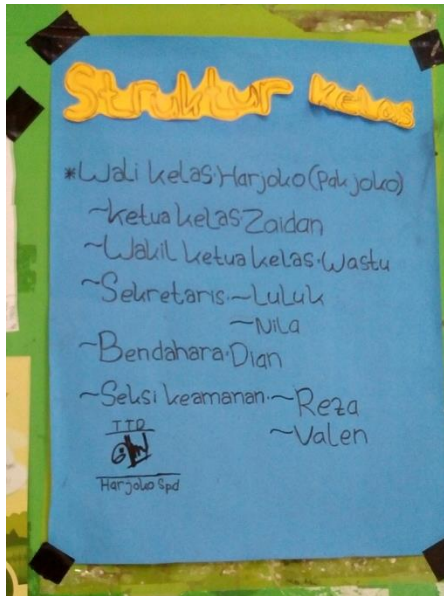 Struktur Kelas
*Wali kelas·Harjoko (Pak joko)
~ketua kelas·Zaidan
~Wakil ketua kelas·Wastu
~Sekretaris·~Luluk
~Nila
~Bendahara·Dian
~Seksi keamanan·~Reza
~Valen
TTD
Harjoko Spd